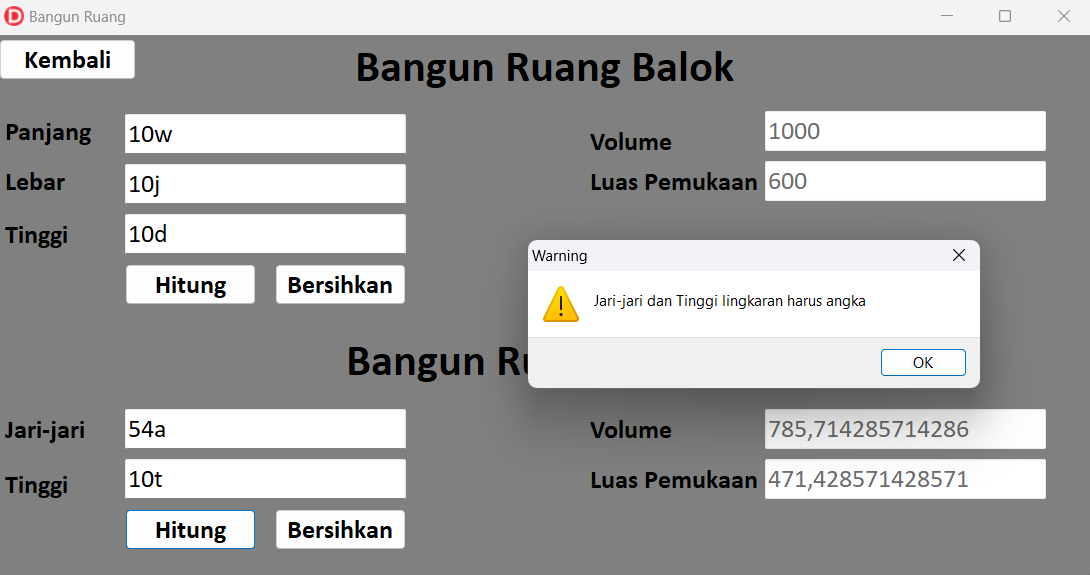 Bangun Ruang
Kembali
Bangun Ruang Balok
Panjang
10w
Volume
1000
Lebar
10j
Luas Pemukaan
600
Tinggi
10d
Hitung
Bersihkan
Warning
Jari-jari dan Tinggi lingkaran harus angka
OK
Bangun
Jari-jari
54a
Volume
785,714285714286
Tinggi
10t
Luas Pemukaan
471,428571428571
Hitung
Bersihkan